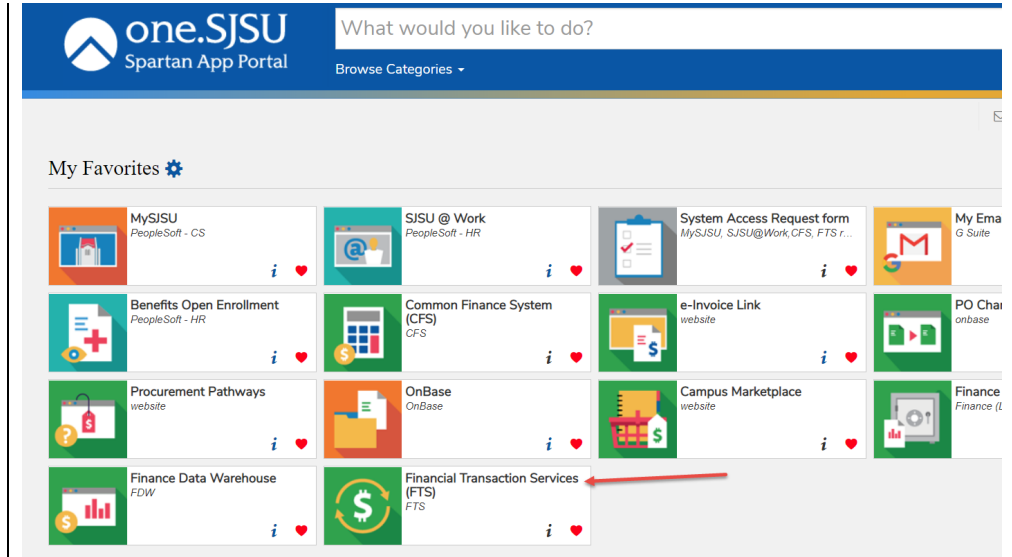 one.SJSU
Spartan App Portal
What would you like to do?
Browse Categories
My Favorites
MySJSU
PeopleSoft - CS
i
SJSU @ Work
PeopleSoft - HR
i
System Access Request form
MySJSU, SJSU@Work,CFS, FTS r...
i
My Ema
G Suite
Benefits Open Enrollment
PeopleSoft - HR
i
Common Finance System
(CFS)
CFS
i
e-Invoice Link
website
i
PO Cha
onbase
Procurement Pathways
website
i
OnBase
OnBase
i
Campus Marketplace
website
i
Finance
Finance (
Finance Data Warehouse
FDW
i
Financial Transaction Services
(FTS)
FTS
i